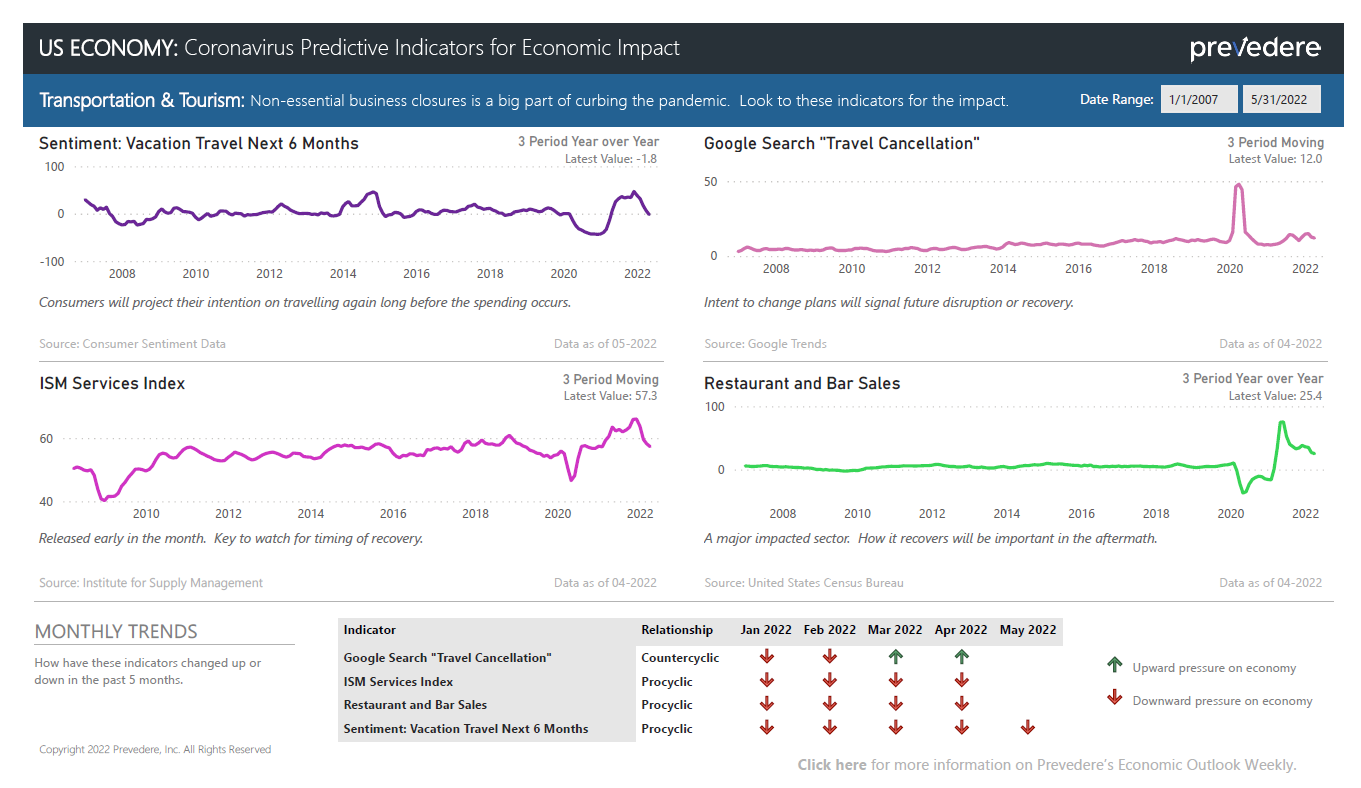 US ECONOMY: Coronavirus Predictive Indicators for Economic Impact
prevedere
Transportation & Tourism: Non-essential business closures is a big part of curbing the pandemic.  Look to these indicators for the impact.
Date Range: 1/1/2007 5/31/2022
Sentiment: Vacation Travel Next 6 Months
3 Period Year over Year
Latest Value: -1.8
100
0
-100
2008 2010 2012 2014 2016 2018 2020 2022
Consumers will project their intention on travelling again long before the spending occurs.
Source: Consumer Sentiment Data
Data as of 05-2022
Google Search "Travel Cancellation"
3 Period Moving
Latest Value: 12.0
50
0
2008 2010 2012 2014 2016 2018 2020 2022
Intent to change plans will signal future disruption or recovery.
Source: Google Trends
Data as of 04-2022
ISM Services Index
3 Period Moving
Latest Value: 57.3
60
40
2010 2012 2014 2016 2018 2020 2022
Released early in the month.  Key to watch for timing of recovery.
Source: Institute for Supply Management
Data as of 04-2022
Restaurant and Bar Sales
3 Period Year over Year
Latest Value: 25.4
100
0
2008 2010 2012 2014 2016 2018 2020 2022
A major impacted sector.  How it recovers will be important in the aftermath.
Source: United States Census Bureau
Data as of 04-2022
MONTHLY TRENDS
How have these indicators changed up or
down in the past 5 months.
Indicator Relationship Jan 2022 Feb 2022 Mar 2022 Apr 2022 May 2022
Google Search "Travel Cancellation" Countercyclic
ISM Services Index Procyclic
Restaurant and Bar Sales Procyclic
Sentiment: Vacation Travel Next 6 Months Procyclic
Upward pressure on economy
Downward pressure on economy
Copyright 2022 Prevedere, Inc. All Rights Reserved
Click here for more information on Prevedere's Economic Outlook Weekly.